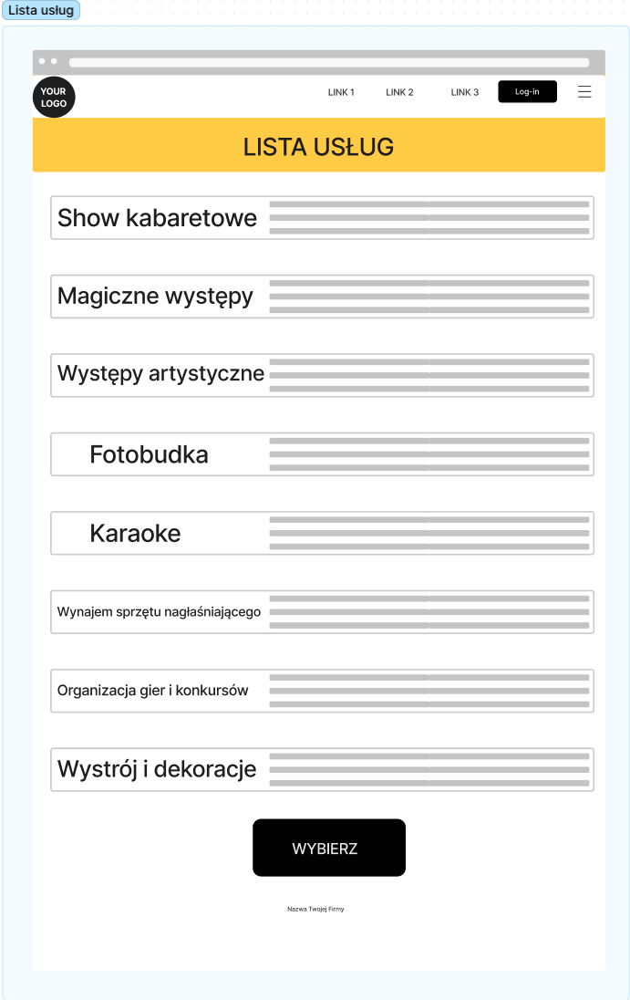 Lista usług
YOUR
LOGO
LINK 1
LINK 2
LINK 3
Log-in
LISTA USŁUG
Show kabaretowe
Magiczne występy
Występy artystyczne
Fotobudka
Karaoke
Wynajem sprzętu nagłaśniającego
Organizacja gier i konkursów
Wystrój i dekoracje
WYBIERZ
Nazwa Twojej Firmy